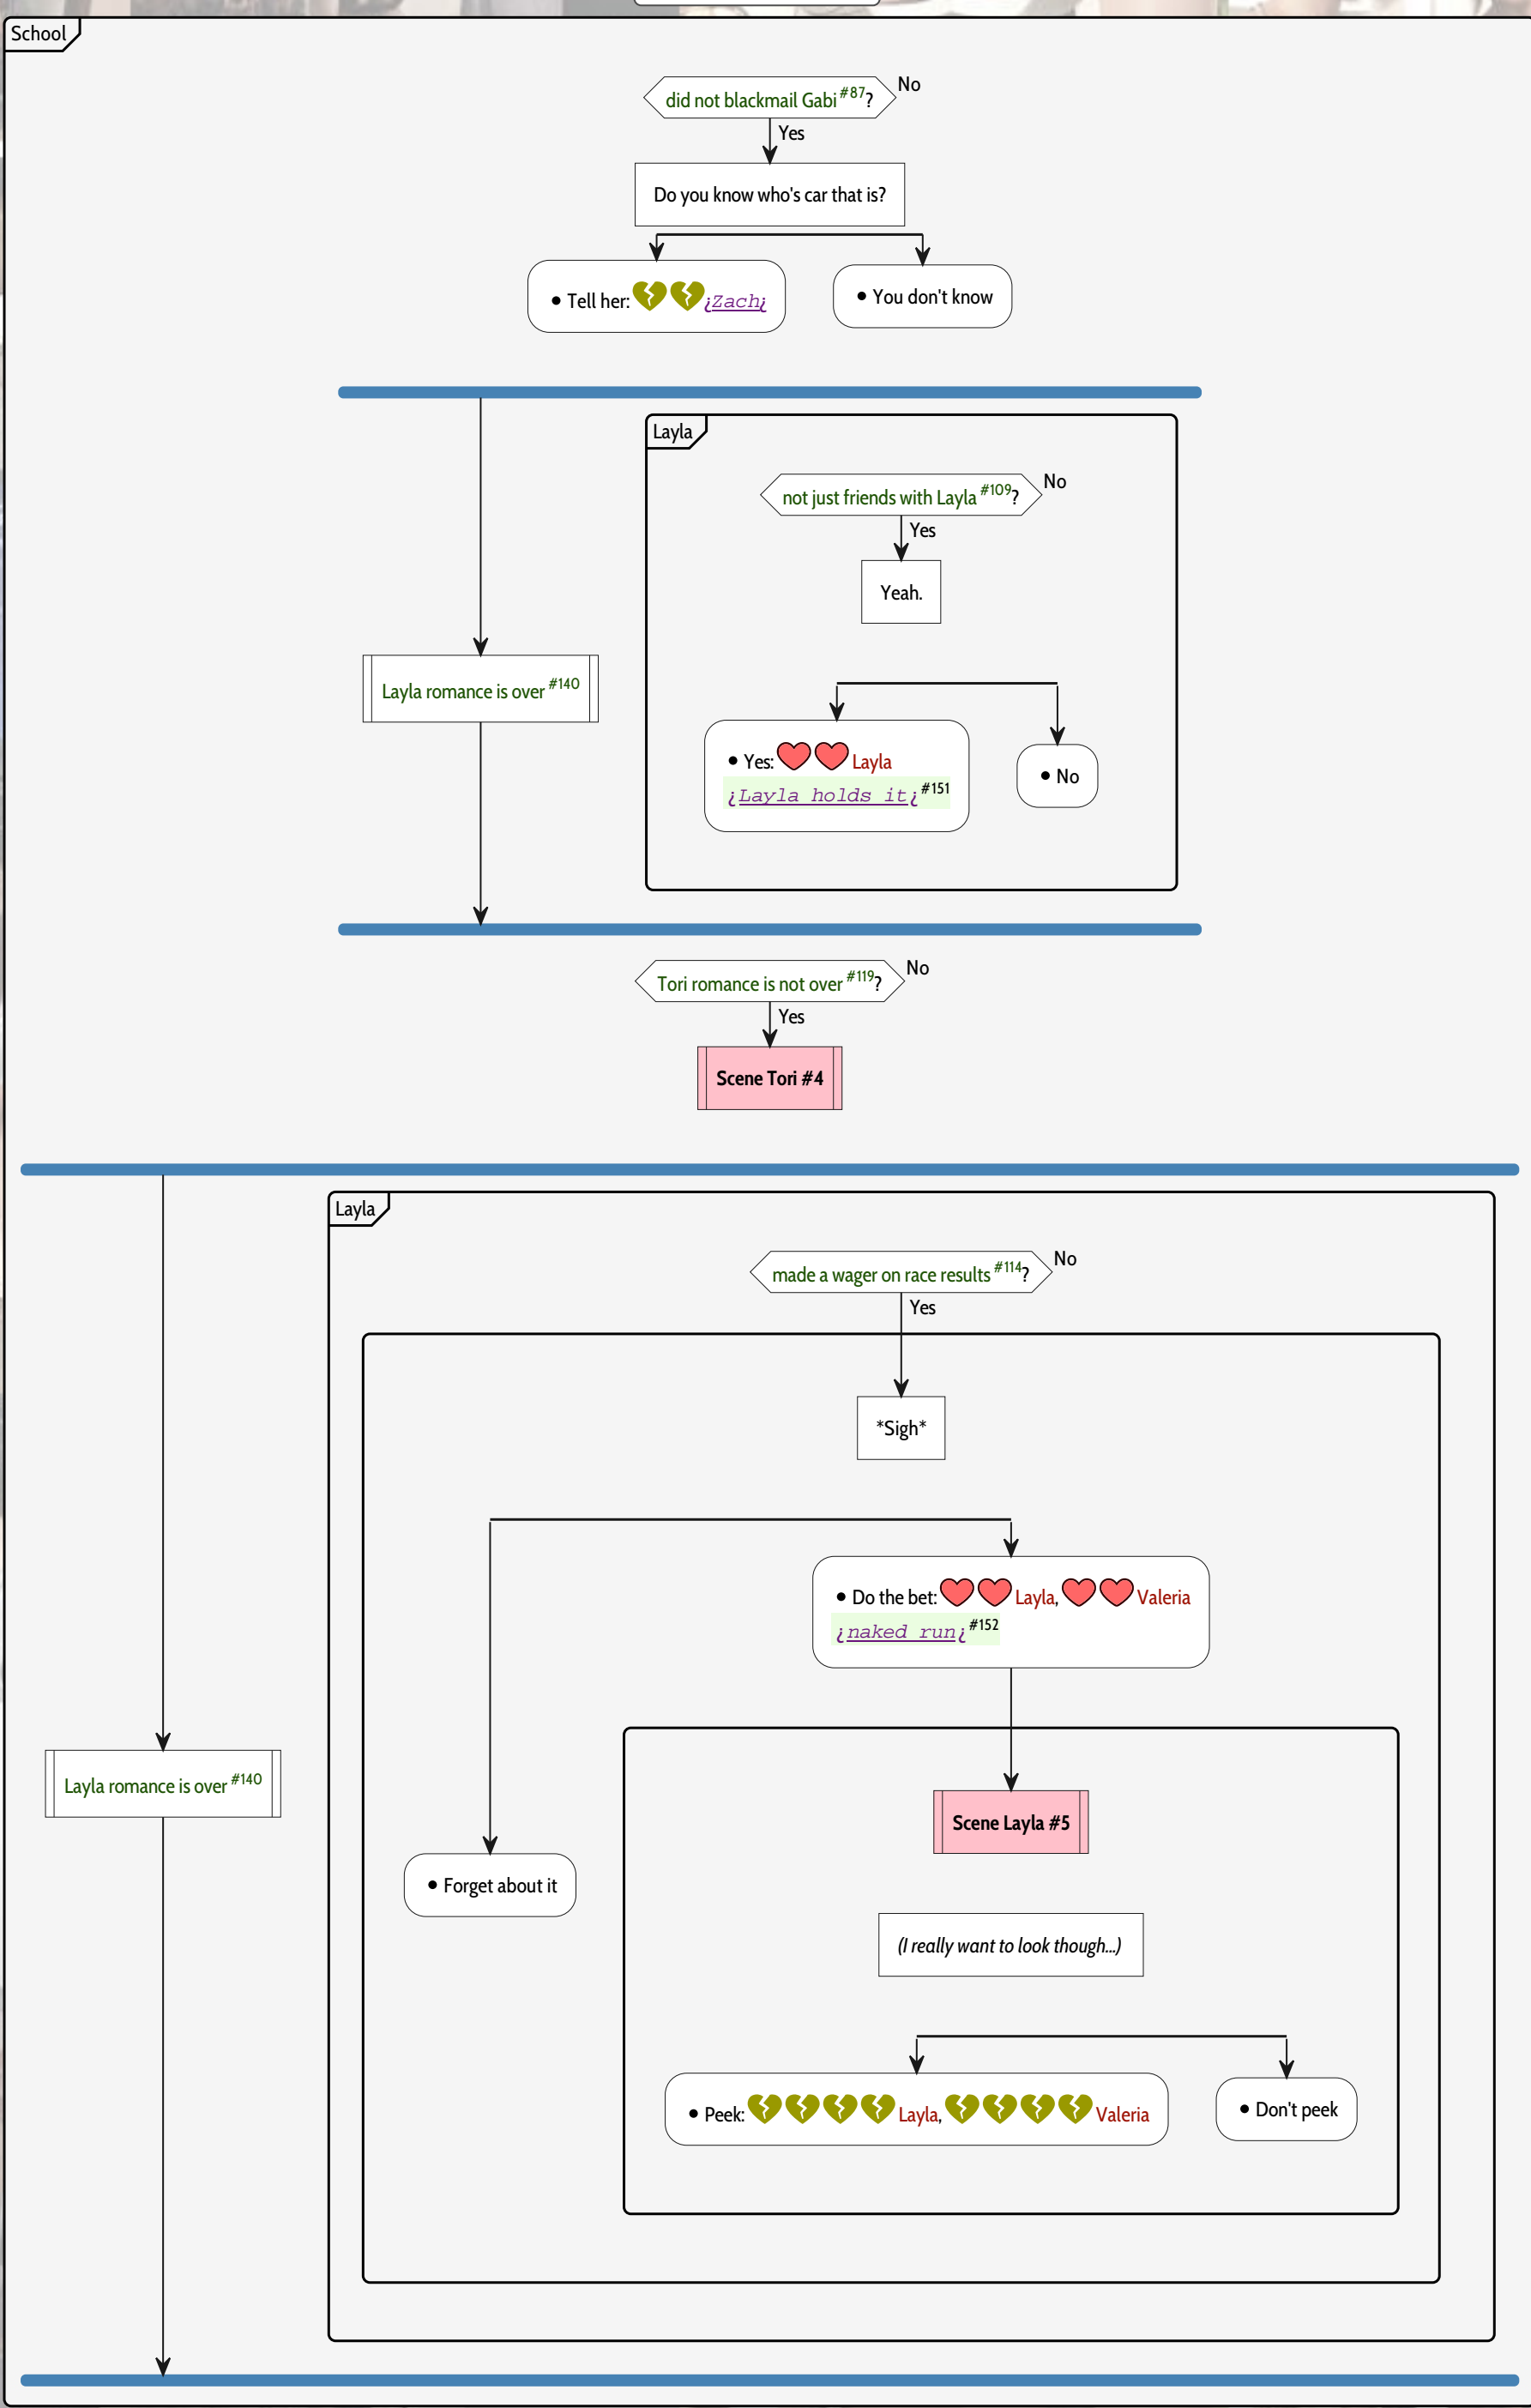 School
did not blackmail Gabi #87?
No
Yes
Do you know who's car that is?
• Tell her: ¿Zach¿
• You don't know
Layla
not just friends with Layla #109?
No
Yes
Yeah.
Layla romance is over #140
• Yes: Layla
¿Layla holds it¿ #151
• No
Tori romance is not over #119?
No
Yes
Scene Tori #4
Layla
made a wager on race results #114?
No
Yes
*Sigh*
• Do the bet: Layla, Valeria
¿naked run¿ #152
Layla romance is over #140
Scene Layla #5
• Forget about it
(I really want to look though...)
• Peek: Layla, Valeria
• Don't peek